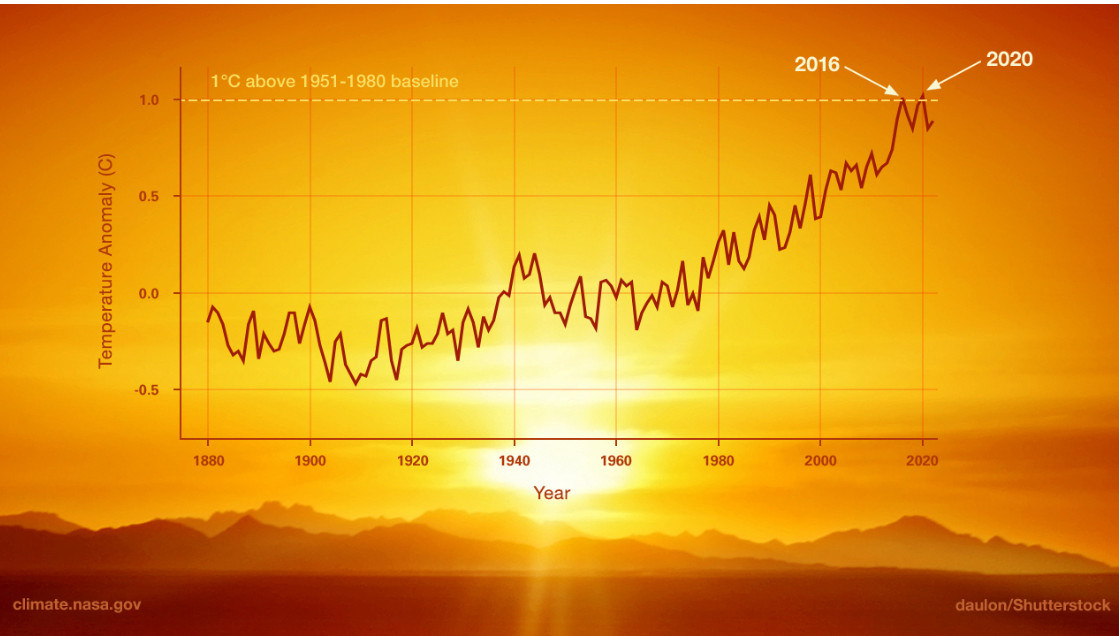 2016
2020
1°C above 1951-1980 baseline
1.0
0.5
0.0
-0.5
Temperature Anomaly (C)
1880 1900 1920 1940 1960 1980 2000 2020
Year
climate.nasa.gov
daulon/Shutterstock